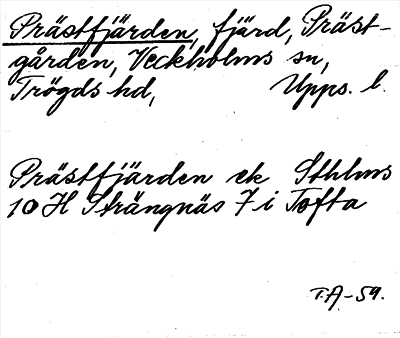 Prästfjärden, fjärd, Präst-
gården, Veckholms sn,
Trögds hd, Upps. l.
Prästfjärden ek Sthlms
10 H Strängnäs 7 i Tofta
T.A-59.